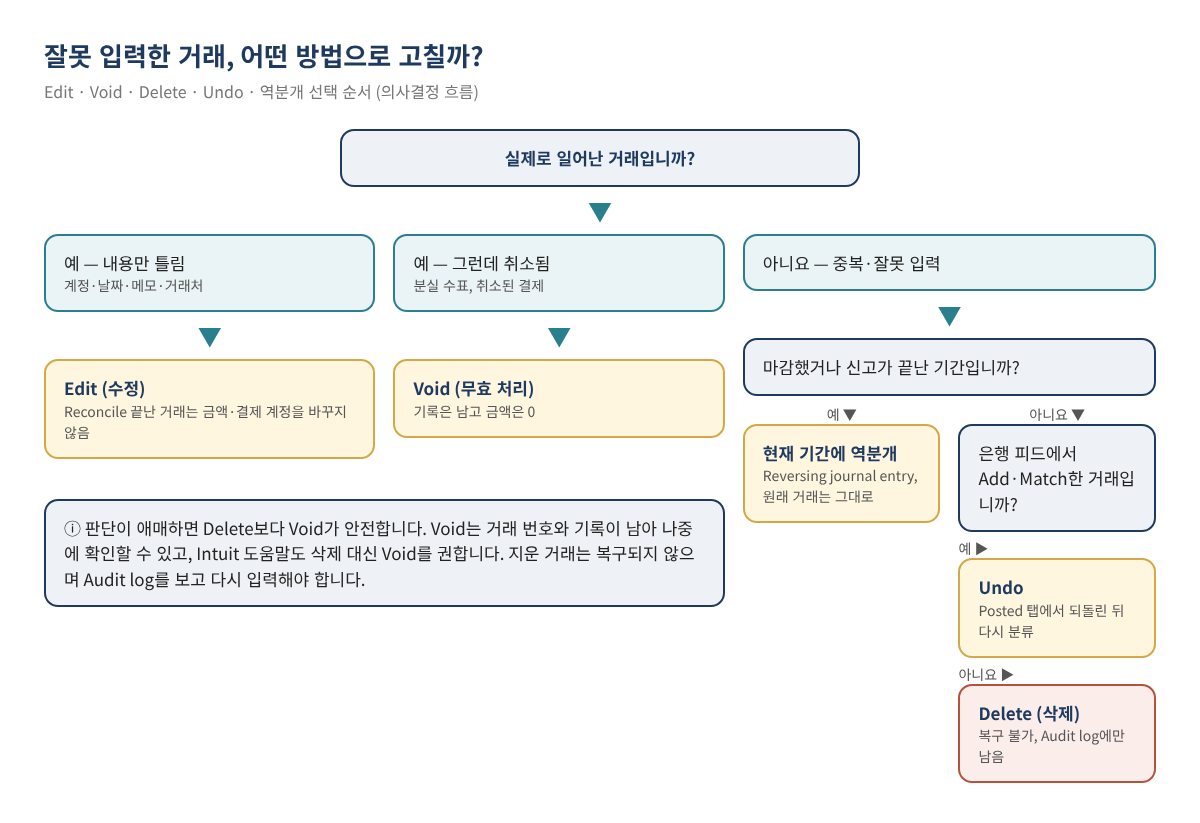 잘못 입력한 거래, 어떤 방법으로 고칠까?
Edit · Void · Delete · Undo · 역분개 선택 순서 (의사결정 흐름)
실제로 일어난 거래입니까?
예 — 내용만 틀림
계정·날짜·메모·거래처
Edit (수정)
Reconcile 끝난 거래는 금액·결제 계정을 바꾸지
않음
예 — 그런데 취소됨
분실 수표, 취소된 결제
Void (무효 처리)
기록은 남고 금액은 0
아니요 — 중복·잘못 입력
마감했거나 신고가 끝난 기간입니까?
예 ▼
현재 기간에 역분개
Reversing journal entry,
원래 거래는 그대로
아니요 ▼
은행 피드에서
Add·Match한 거래입
니까?
예 ▶
Undo
Posted 탭에서 되돌린 뒤
다시 분류
아니요 ▶
Delete (삭제)
복구 불가, Audit log에만
남음
ⓘ 판단이 애매하면 Delete보다 Void가 안전합니다. Void는 거래 번호와 기록이 남아 나중
에 확인할 수 있고, Intuit 도움말도 삭제 대신 Void를 권합니다. 지운 거래는 복구되지 않으
며 Audit log를 보고 다시 입력해야 합니다.